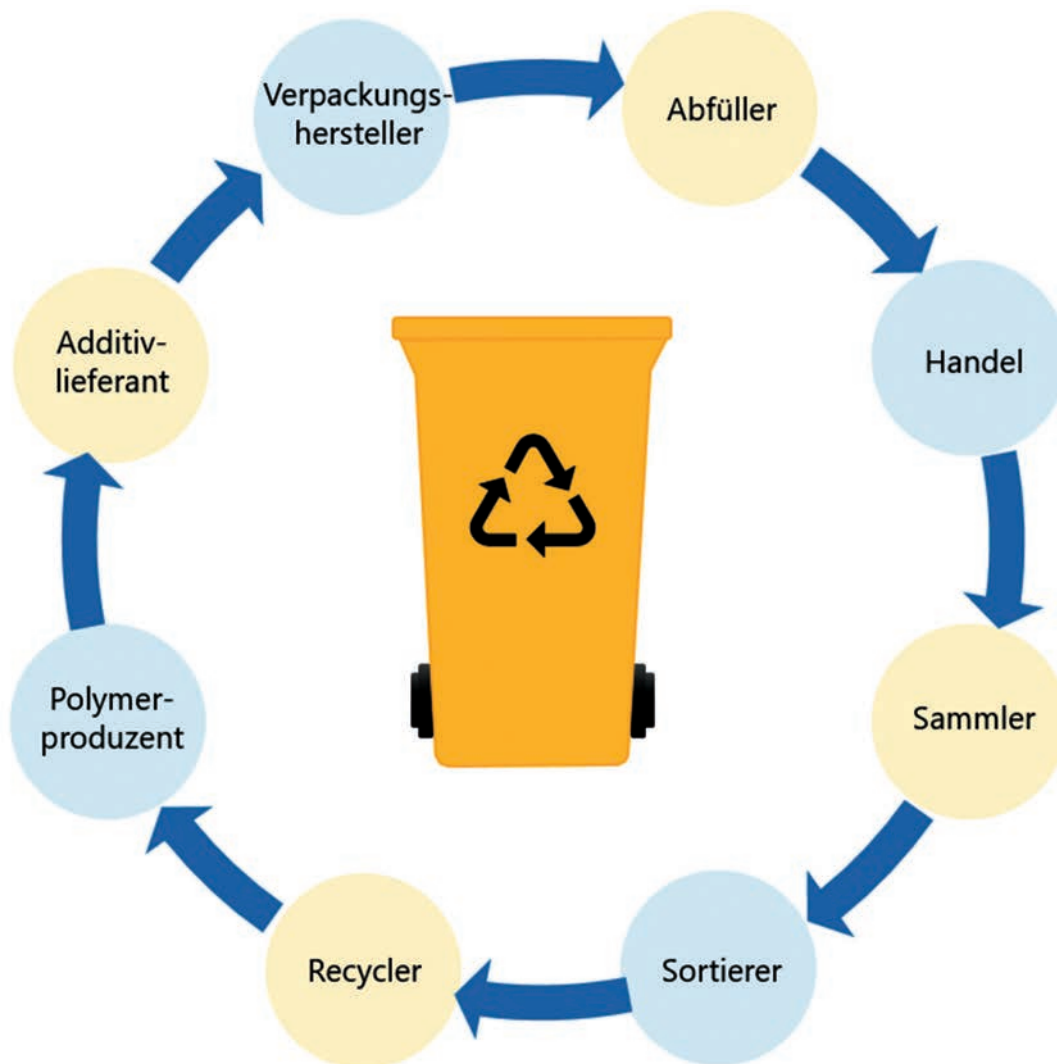 Verpackungs-
hersteller
Abfüller
Handel
Sammler
Sortierer
Recycler
Polymer-
produzent
Additiv-
lieferant